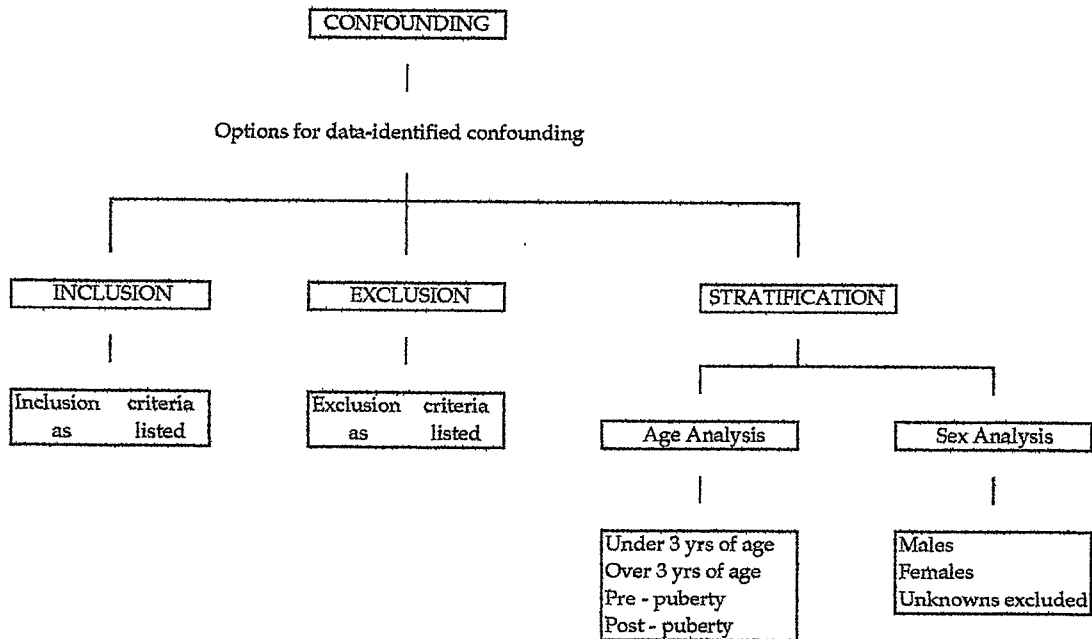 CONFOUNDING
Options for data-identified confounding
INCLUSION
EXCLUSION
STRATIFICATION
Inclusion criteria
as listed
Exclusion criteria
as listed
Age Analysis
Sex Analysis
Under 3 yrs of age
Over 3 yrs of age
Pre - puberty
Post - puberty
Males
Females
Unknowns excluded